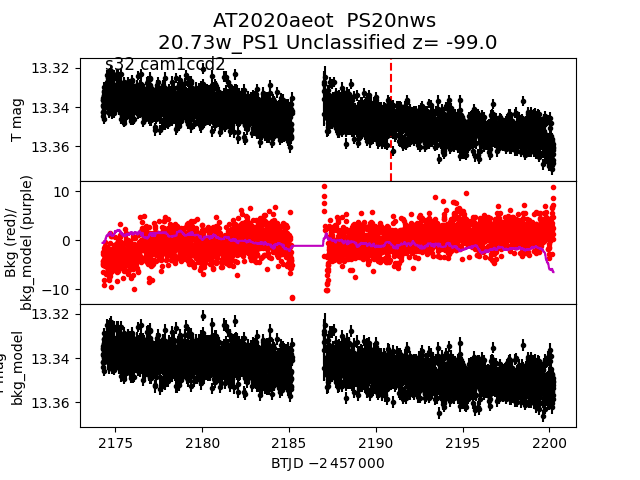 AT2020aeot PS20nws
20.73w_PS1 Unclassified z= -99.0
s32 cam1ccd2
13.32
13.34
13.36
T mag
10
0
−10
Bkg (red)/
bkg_model (purple)
13.32
13.34
13.36
bkg_model
2175 2180 2185 2190 2195 2200
BTJD −2 457 000